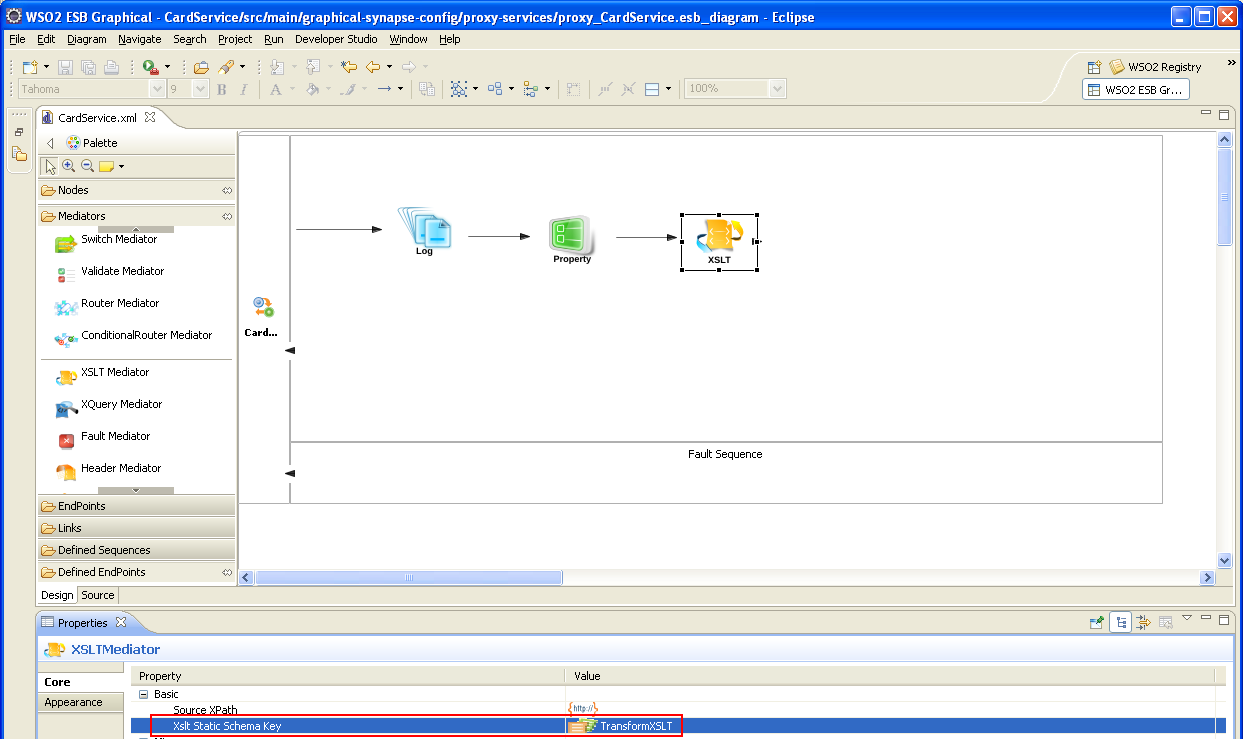 WSO2 ESB Graphical - CardService/src/main/graphical-synapse-config/proxy-services/proxy_CardService.esb_diagram - Eclipse
File Edit Diagram Navigate Search Project Run Developer Studio Window Help
WSO2 Registry
Tahoma 9 B I A 100%
WSO2 ESB Gr...
CardService.xml
Palette
Nodes
Mediators
Switch Mediator
Validate Mediator
Router Mediator
ConditionalRouter Mediator
XSLT Mediator
XQuery Mediator
Fault Mediator
Header Mediator
EndPoints
Links
Defined Sequences
Defined EndPoints
Log
Property
XSLT
Card...
Fault Sequence
Design Source
Properties
XSLTMediator
Core
Appearance
Property Value
Basic
Source XPath {http://}
Xslt Static Schema Key TransformXSLT